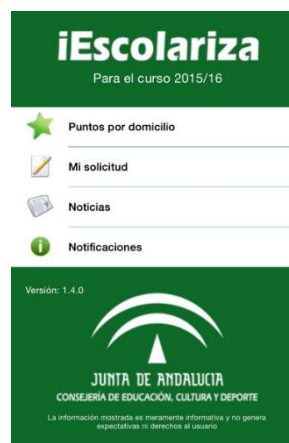 iEscolariza
Para el curso 2015/16
Puntos por domicilio
Mi solicitud
Noticias
Notificaciones
Versión: 1.4.0
JUNTA DE ANDALUCIA
CONSEJERÍA DE EDUCACIÓN, CULTURA Y DEPORTE
La información mostrada es meramente informativa y no genera
expectativas ni derechos al usuario